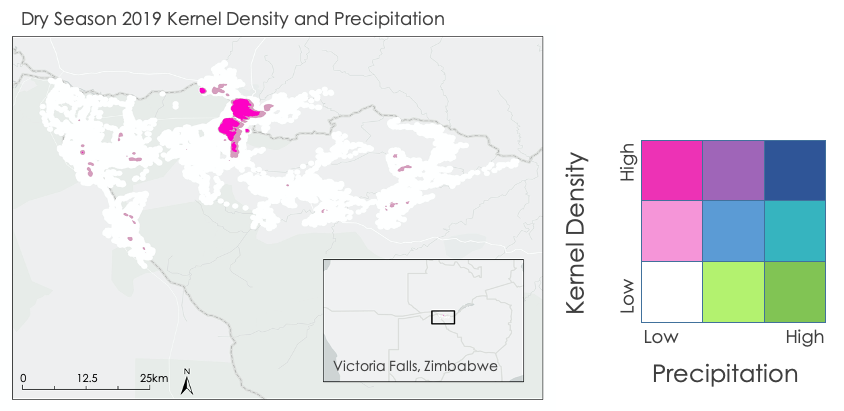 Dry Season 2019 Kernel Density and Precipitation
0 12.5 25km
N
Victoria Falls, Zimbabwe
Kernel Density
High
Low
Low High
Precipitation